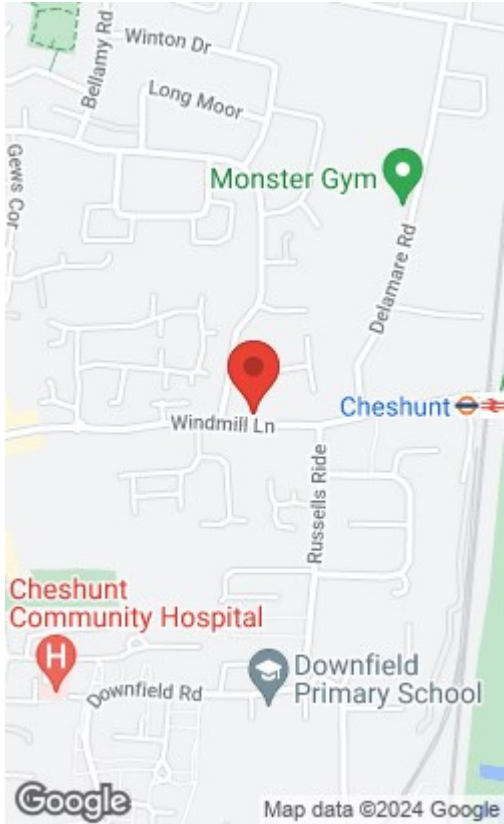 Winton Dr
Bellamy Rd
Long Moor
Gews Cor
Monster Gym
Delamare Rd
Cheshunt
Windmill Ln
Russells Ride
Cheshunt
Community Hospital
H
Downfield
Primary School
Downfield Rd
Google
Map data ©2024 Google